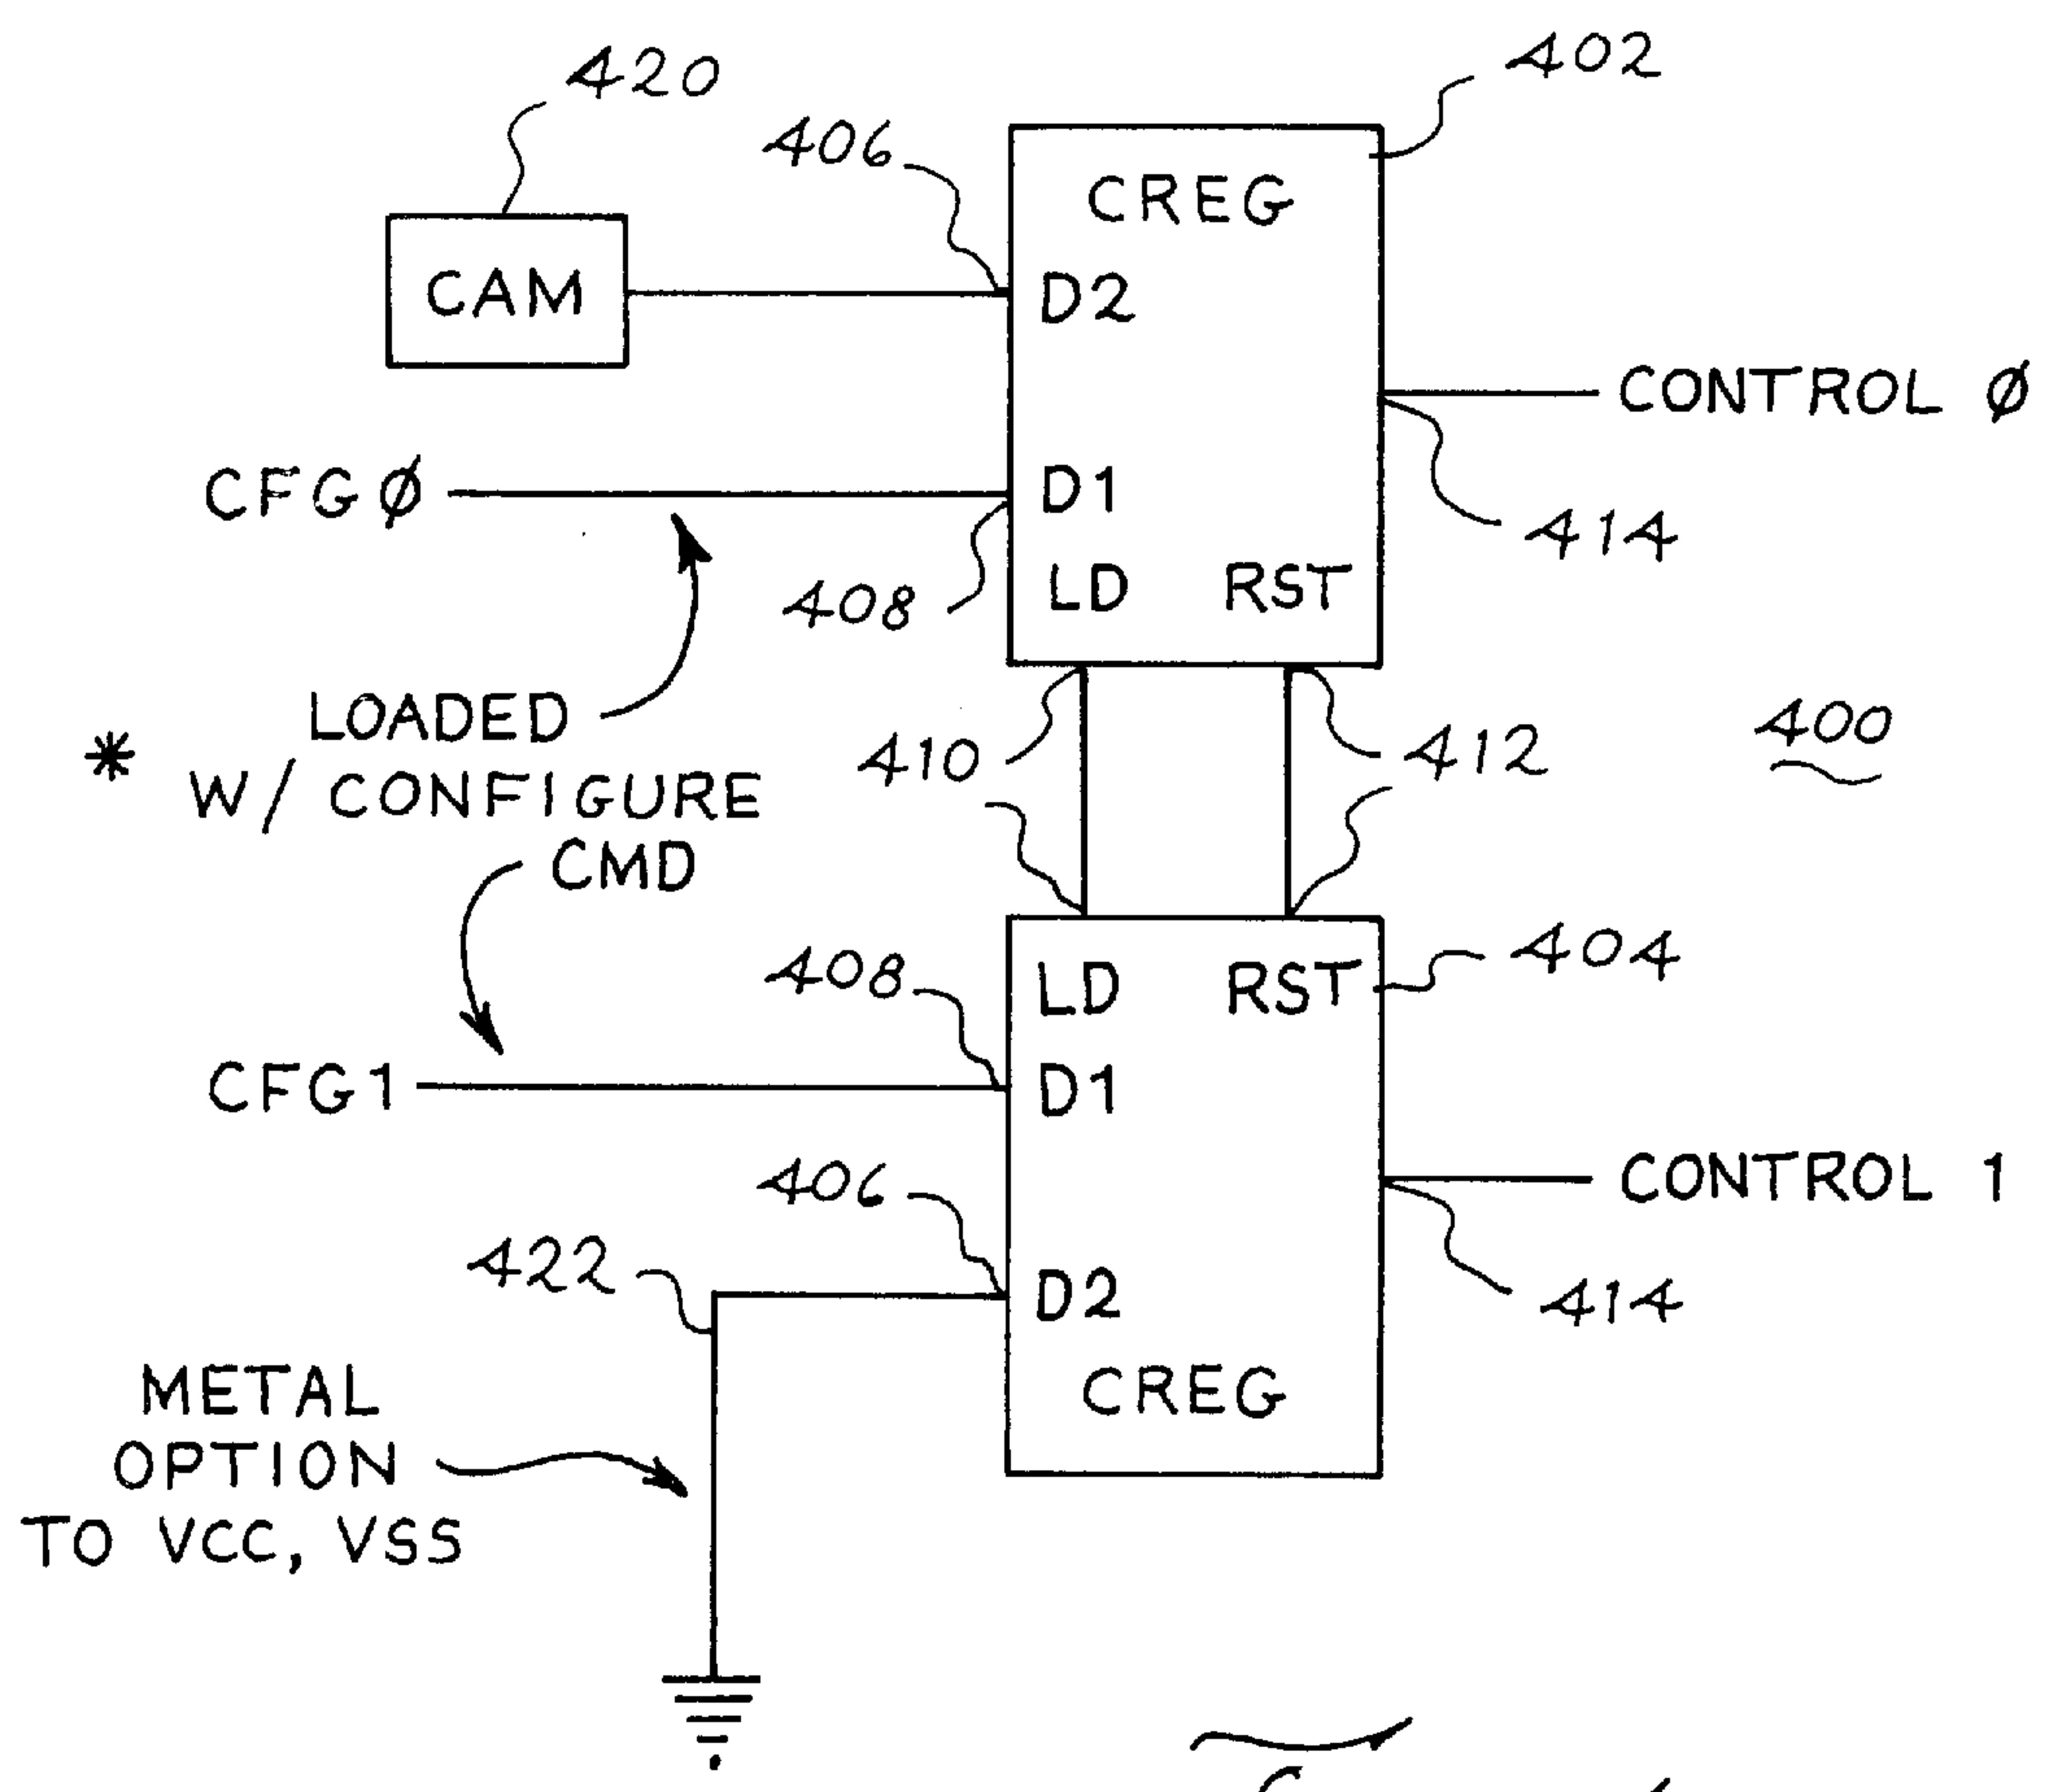 420
402
406
CREG
CAM
D2
CONTROL Ø
CFGØ
D1
414
408
LD RST
LOADED
* W/ CONFIGURE
CMD
410
412
400
408
LD RST
404
CFG1
D1
406
CONTROL 1
422
D2
414
METAL
OPTION
TO VCC, VSS
CREG